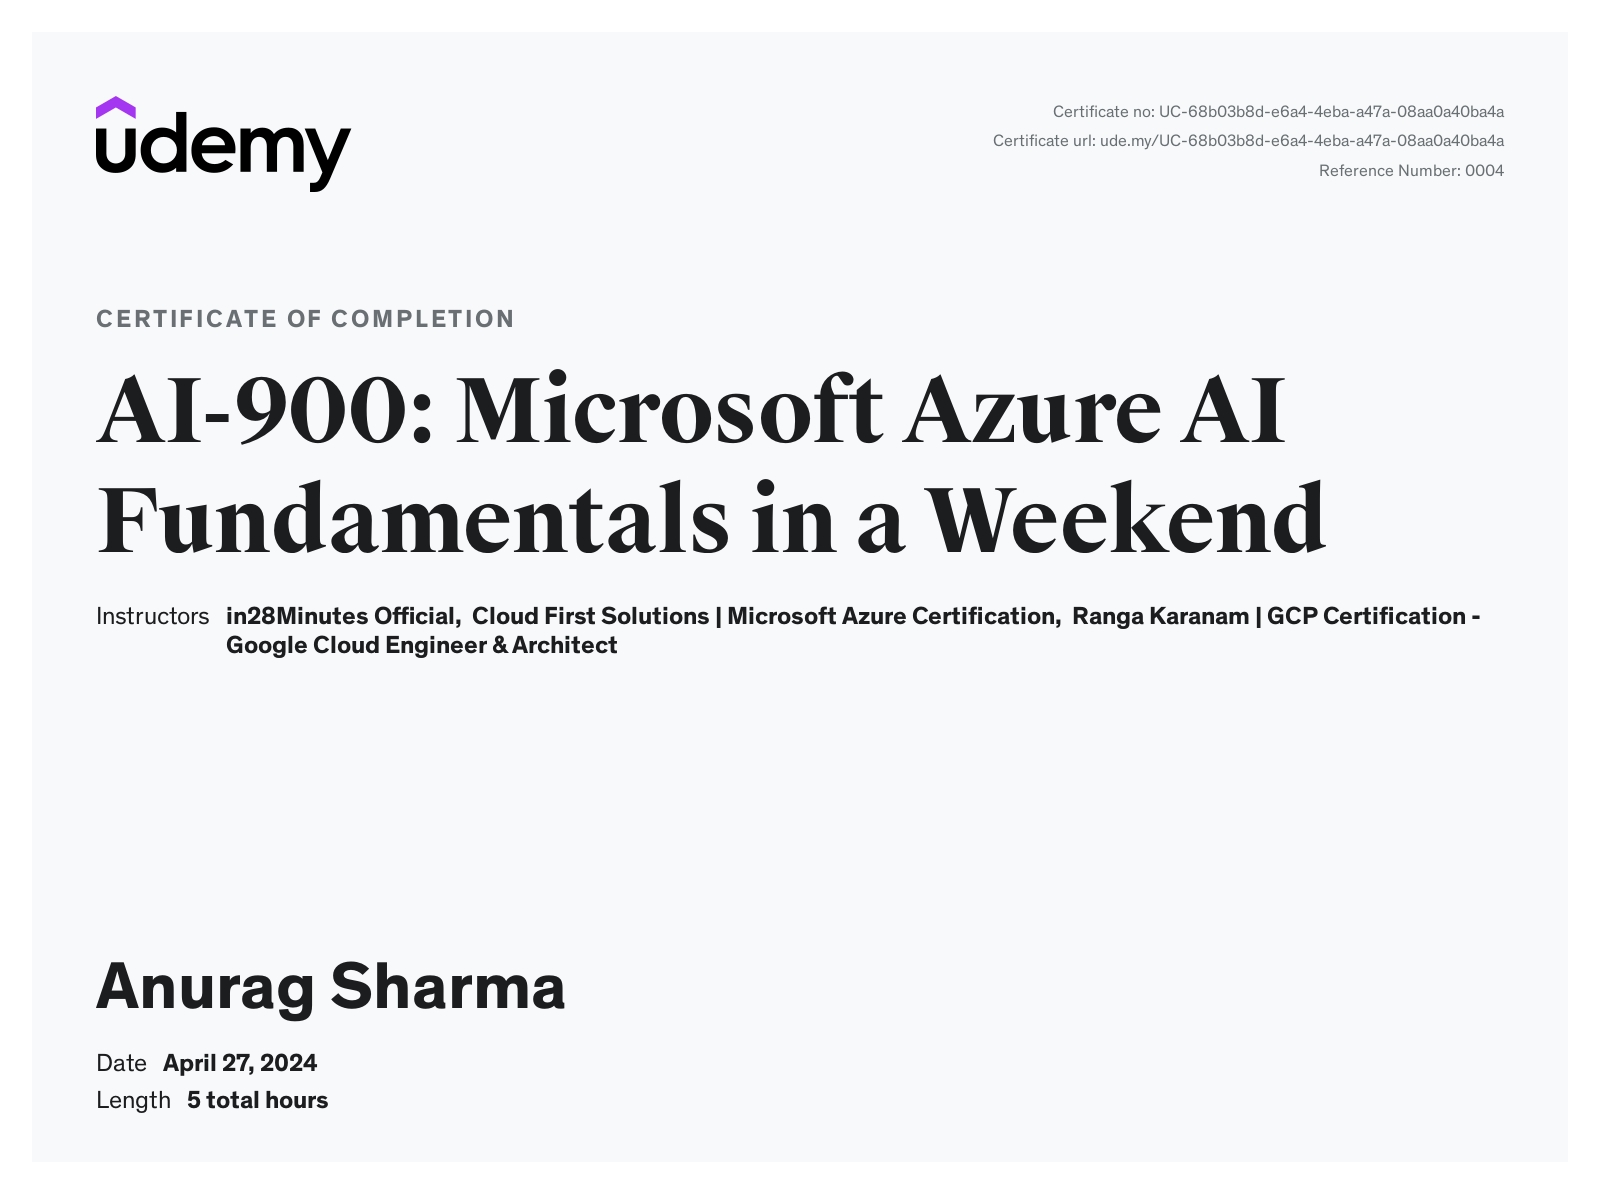 udemy
Certificate no: UC-68b03b8d-e6a4-4eba-a47a-08aa0a40ba4a
Certificate url: ude.my/UC-68b03b8d-e6a4-4eba-a47a-08aa0a40ba4a
Reference Number: 0004
CERTIFICATE OF COMPLETION
AI-900: Microsoft Azure AI
Fundamentals in a Weekend
Instructors in28Minutes Official, Cloud First Solutions | Microsoft Azure Certification, Ranga Karanam | GCP Certification -
Google Cloud Engineer & Architect
Anurag Sharma
Date April 27, 2024
Length 5 total hours